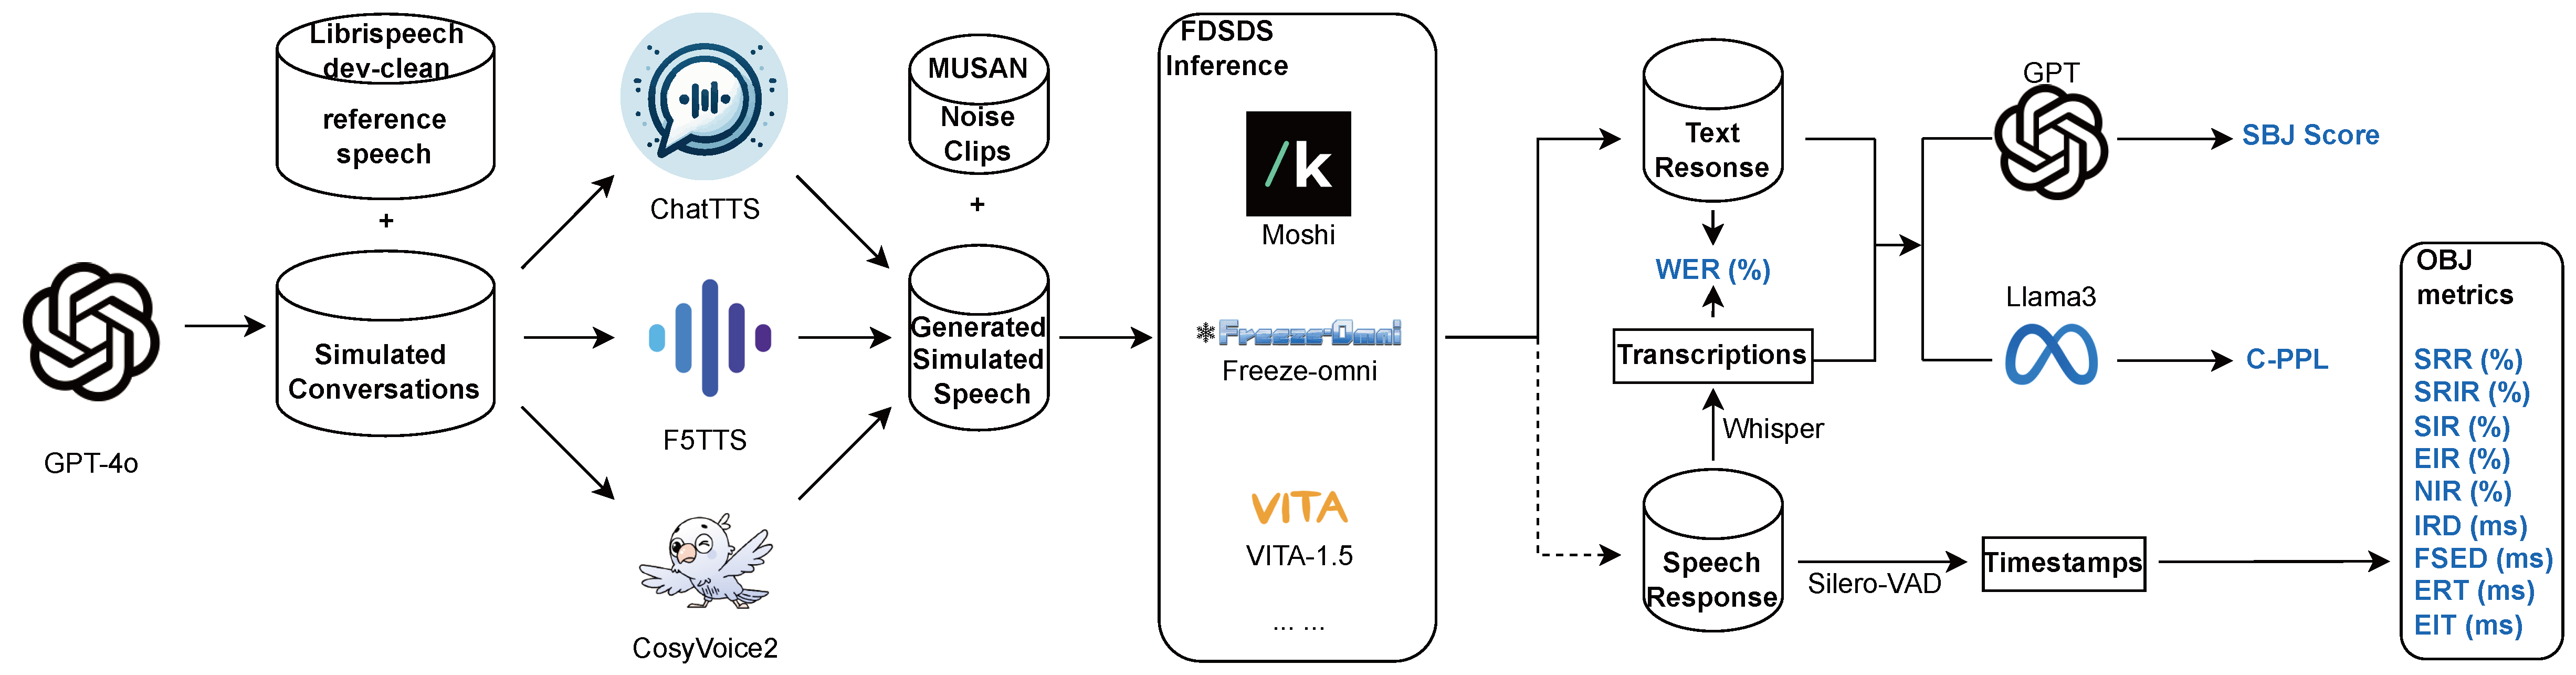 GPT-4o
Librispeech
dev-clean
reference
speech
+
Simulated
Conversations
ChatTTS
F5TTS
CosyVoice2
MUSAN
Noise
Clips
+
Generated
Simulated
Speech
FDSDS
Inference
/k
Moshi
Freeze-Omni
Freeze-omni
VITA
VITA-1.5
... ...
Text
Resonse
WER (%)
Transcriptions
Whisper
Speech
Response
Silero-VAD
Timestamps
GPT
SBJ Score
Llama3
C-PPL
OBJ
metrics
SRR (%)
SRIR (%)
SIR (%)
EIR (%)
NIR (%)
IRD (ms)
FSED (ms)
ERT (ms)
EIT (ms)